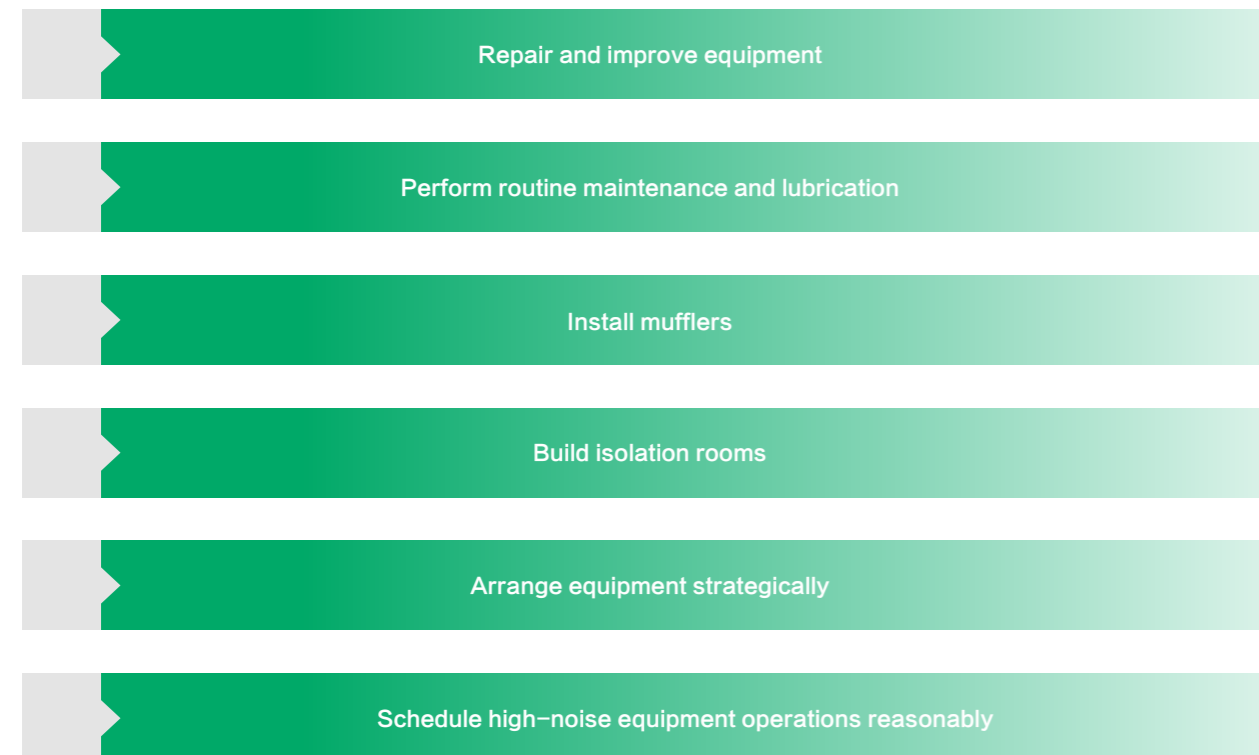 Repair and improve equipment
Perform routine maintenance and lubrication
Install mufflers
Build isolation rooms
Arrange equipment strategically
Schedule high-noise equipment operations reasonably